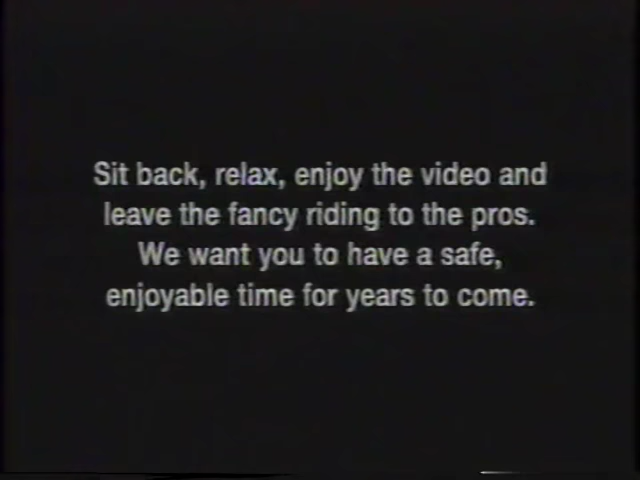 Sit back, relax, enjoy the video and
leave the fancy riding to the pros.
We want you to have a safe,
enjoyable time for years to come.